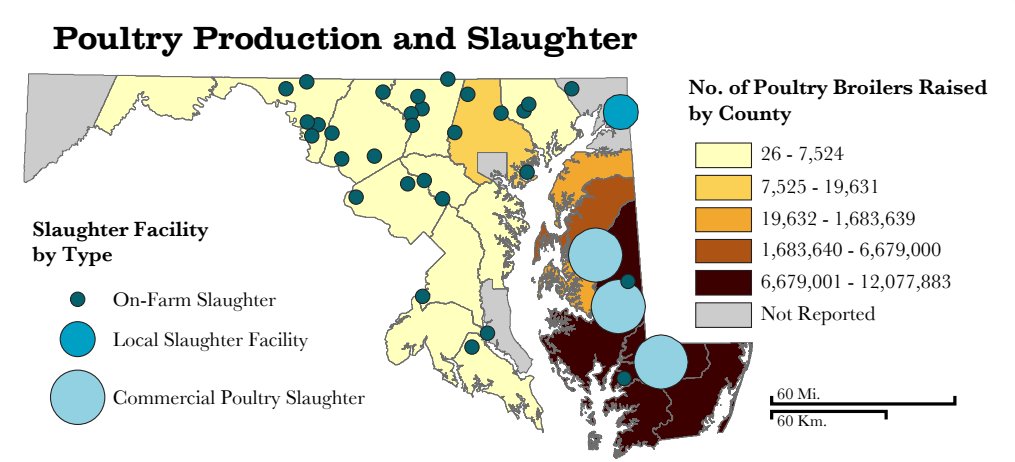 Poultry Production and Slaughter
No. of Poultry Broilers Raised
by County
26 - 7,524
7,525 - 19,631
19,632 - 1,683,639
1,683,640 - 6,679,000
6,679,001 - 12,077,883
Not Reported
Slaughter Facility
by Type
On-Farm Slaughter
Local Slaughter Facility
Commercial Poultry Slaughter
60 Mi.
60 Km.